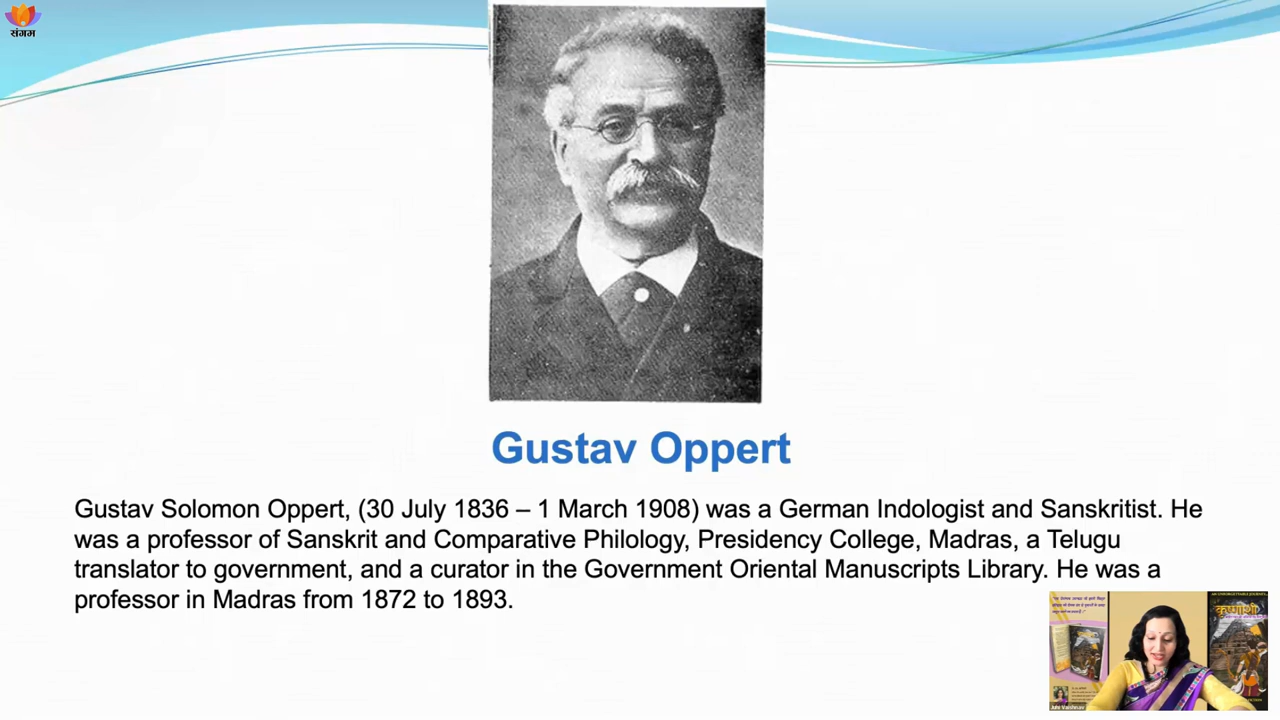 संगम
Gustav Oppert
Gustav Solomon Oppert, (30 July 1836 – 1 March 1908) was a German Indologist and Sanskritist. He
was a professor of Sanskrit and Comparative Philology, Presidency College, Madras, a Telugu
translator to government, and a curator in the Government Oriental Manuscripts Library. He was a
professor in Madras from 1872 to 1893.